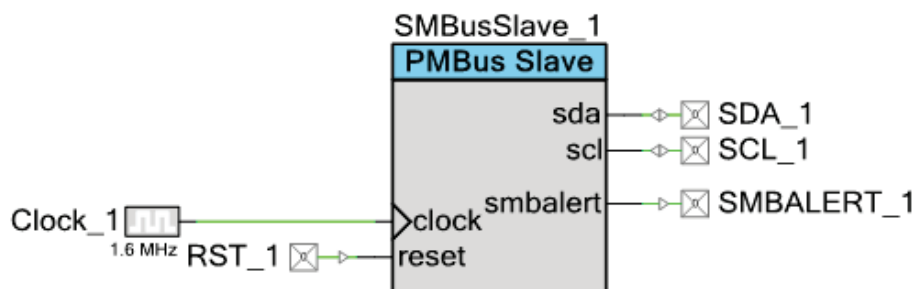 SMBusSlave_1
PMBus Slave
sda
SDA_1
scl
SCL_1
smbalert
SMBALERT_1
Clock_1
1.6 MHz
clock
RST_1
reset